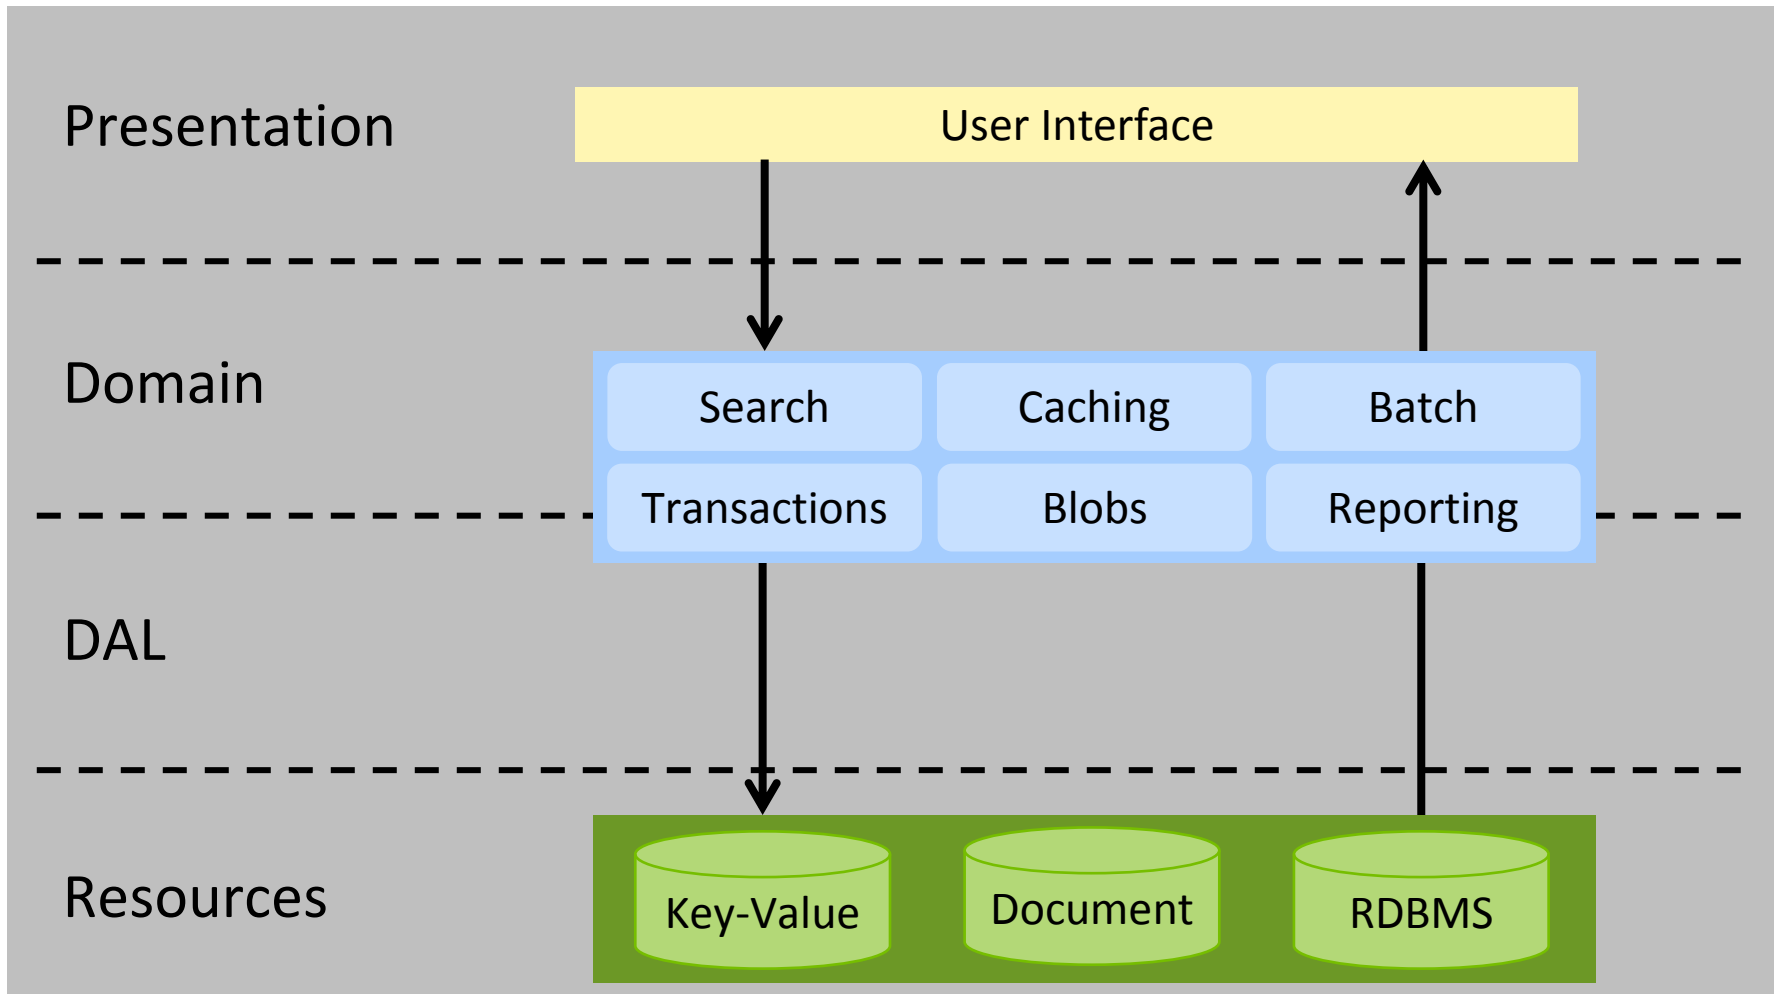 Presentation
User Interface
Domain
Search
Caching
Batch
Transactions
Blobs
Reporting
DAL
Resources
Key-Value
Document
RDBMS